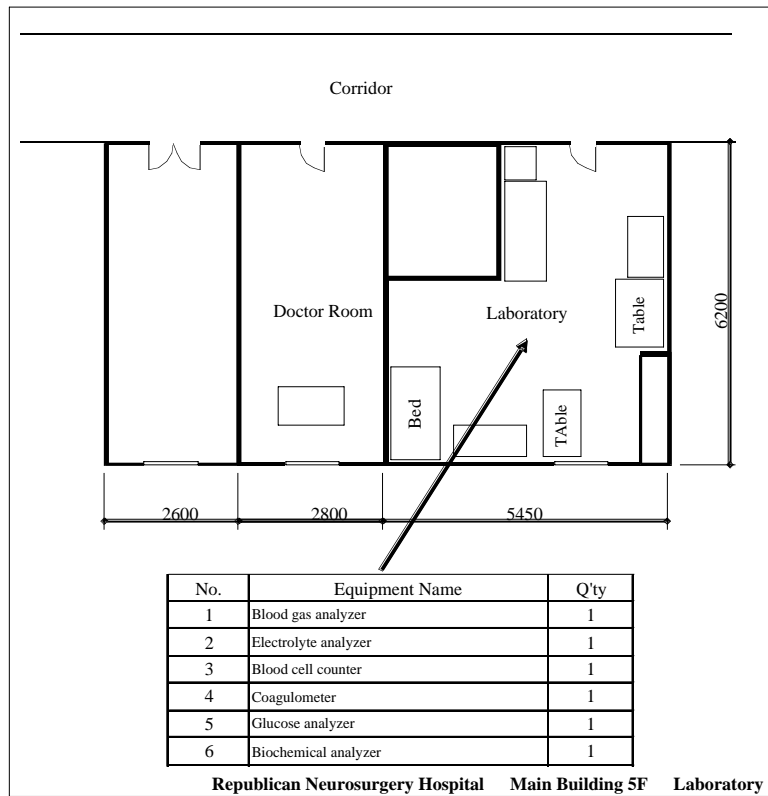 Corridor
Doctor Room
Laboratory
Table
6200
Bed
TAble
2600
2800
5450
No. Equipment Name Q'ty
1 Blood gas analyzer 1
2 Electrolyte analyzer 1
3 Blood cell counter 1
4 Coagulometer 1
5 Glucose analyzer 1
6 Biochemical analyzer 1
Republican Neurosurgery Hospital Main Building 5F Laboratory